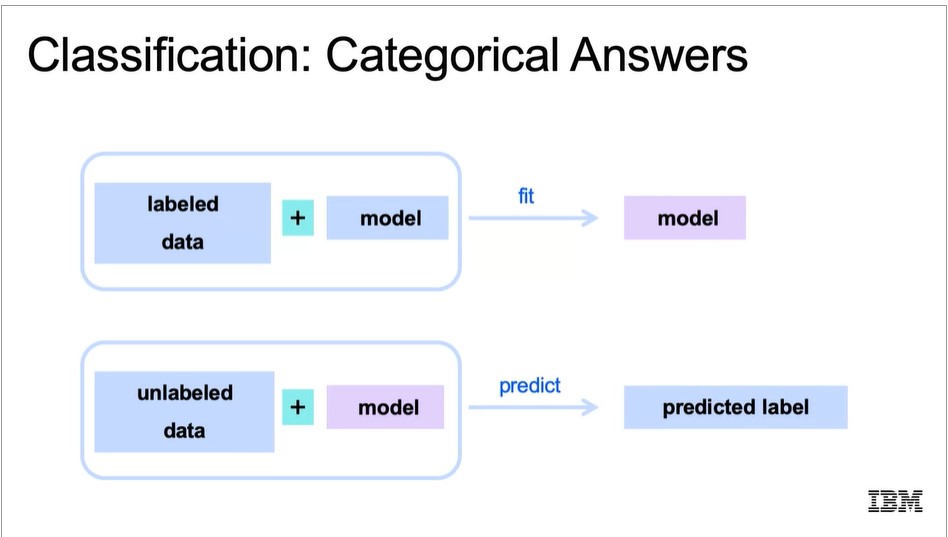 Classification: Categorical Answers
labeled
data
+
model
fit
model
unlabeled
data
+
model
predict
predicted label
IBM